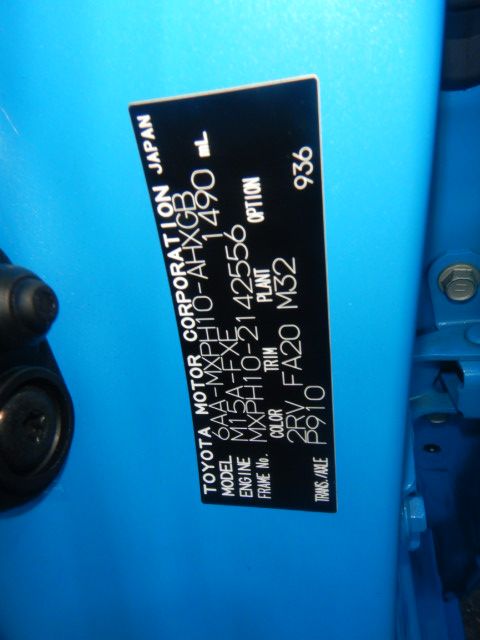 TOYOTA MOTOR CORPORATION JAPAN
MODEL 6AA-MXPH10-AHXGB
ENGINE M15A-FXE 1490 mL
FRAME No. MXPH10-2142556
COLOR TRIM PLANT OPTION
2RV FA20 M32
TRANS./AXLE P910 936